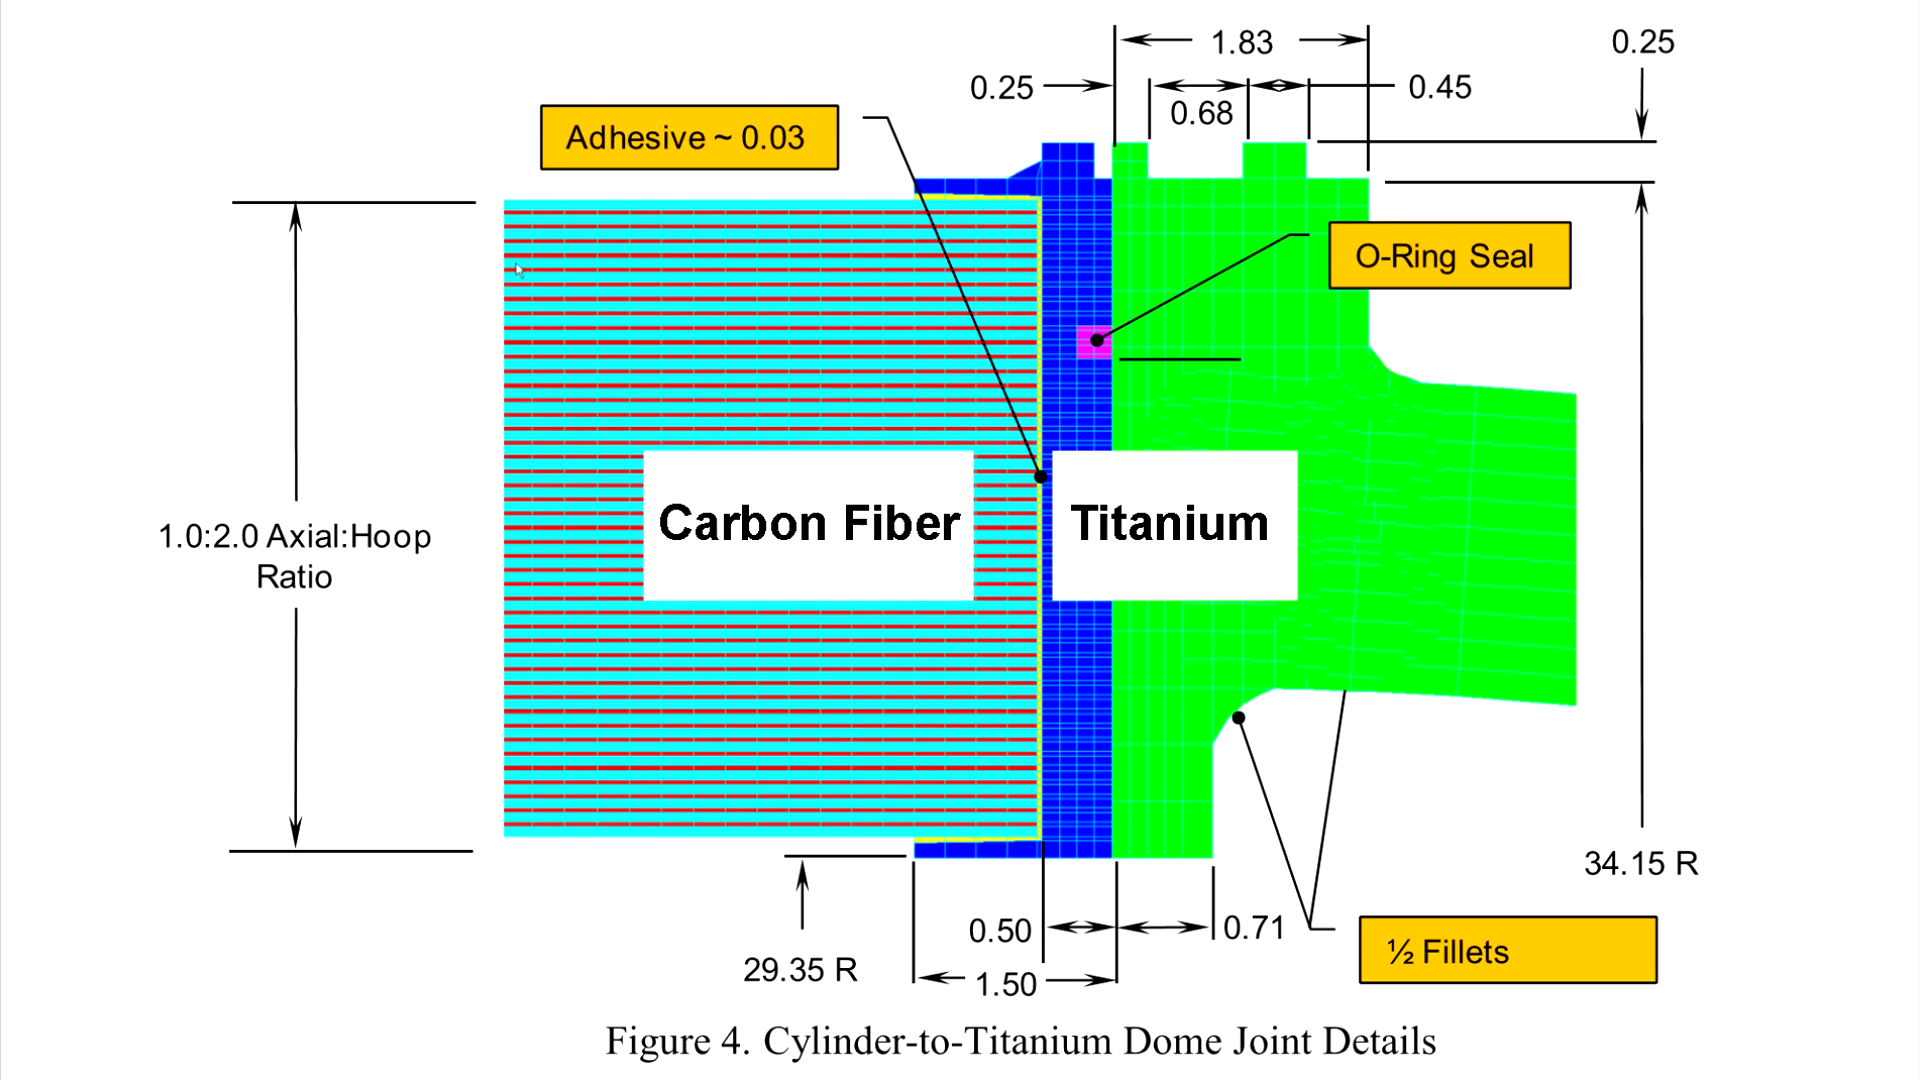 1.83
0.25
0.25
0.68
0.45
Adhesive ~ 0.03
O-Ring Seal
Carbon Fiber
Titanium
1.0:2.0 Axial:Hoop
Ratio
34.15 R
0.50
0.71
29.35 R
1.50
½ Fillets
Figure 4. Cylinder-to-Titanium Dome Joint Details